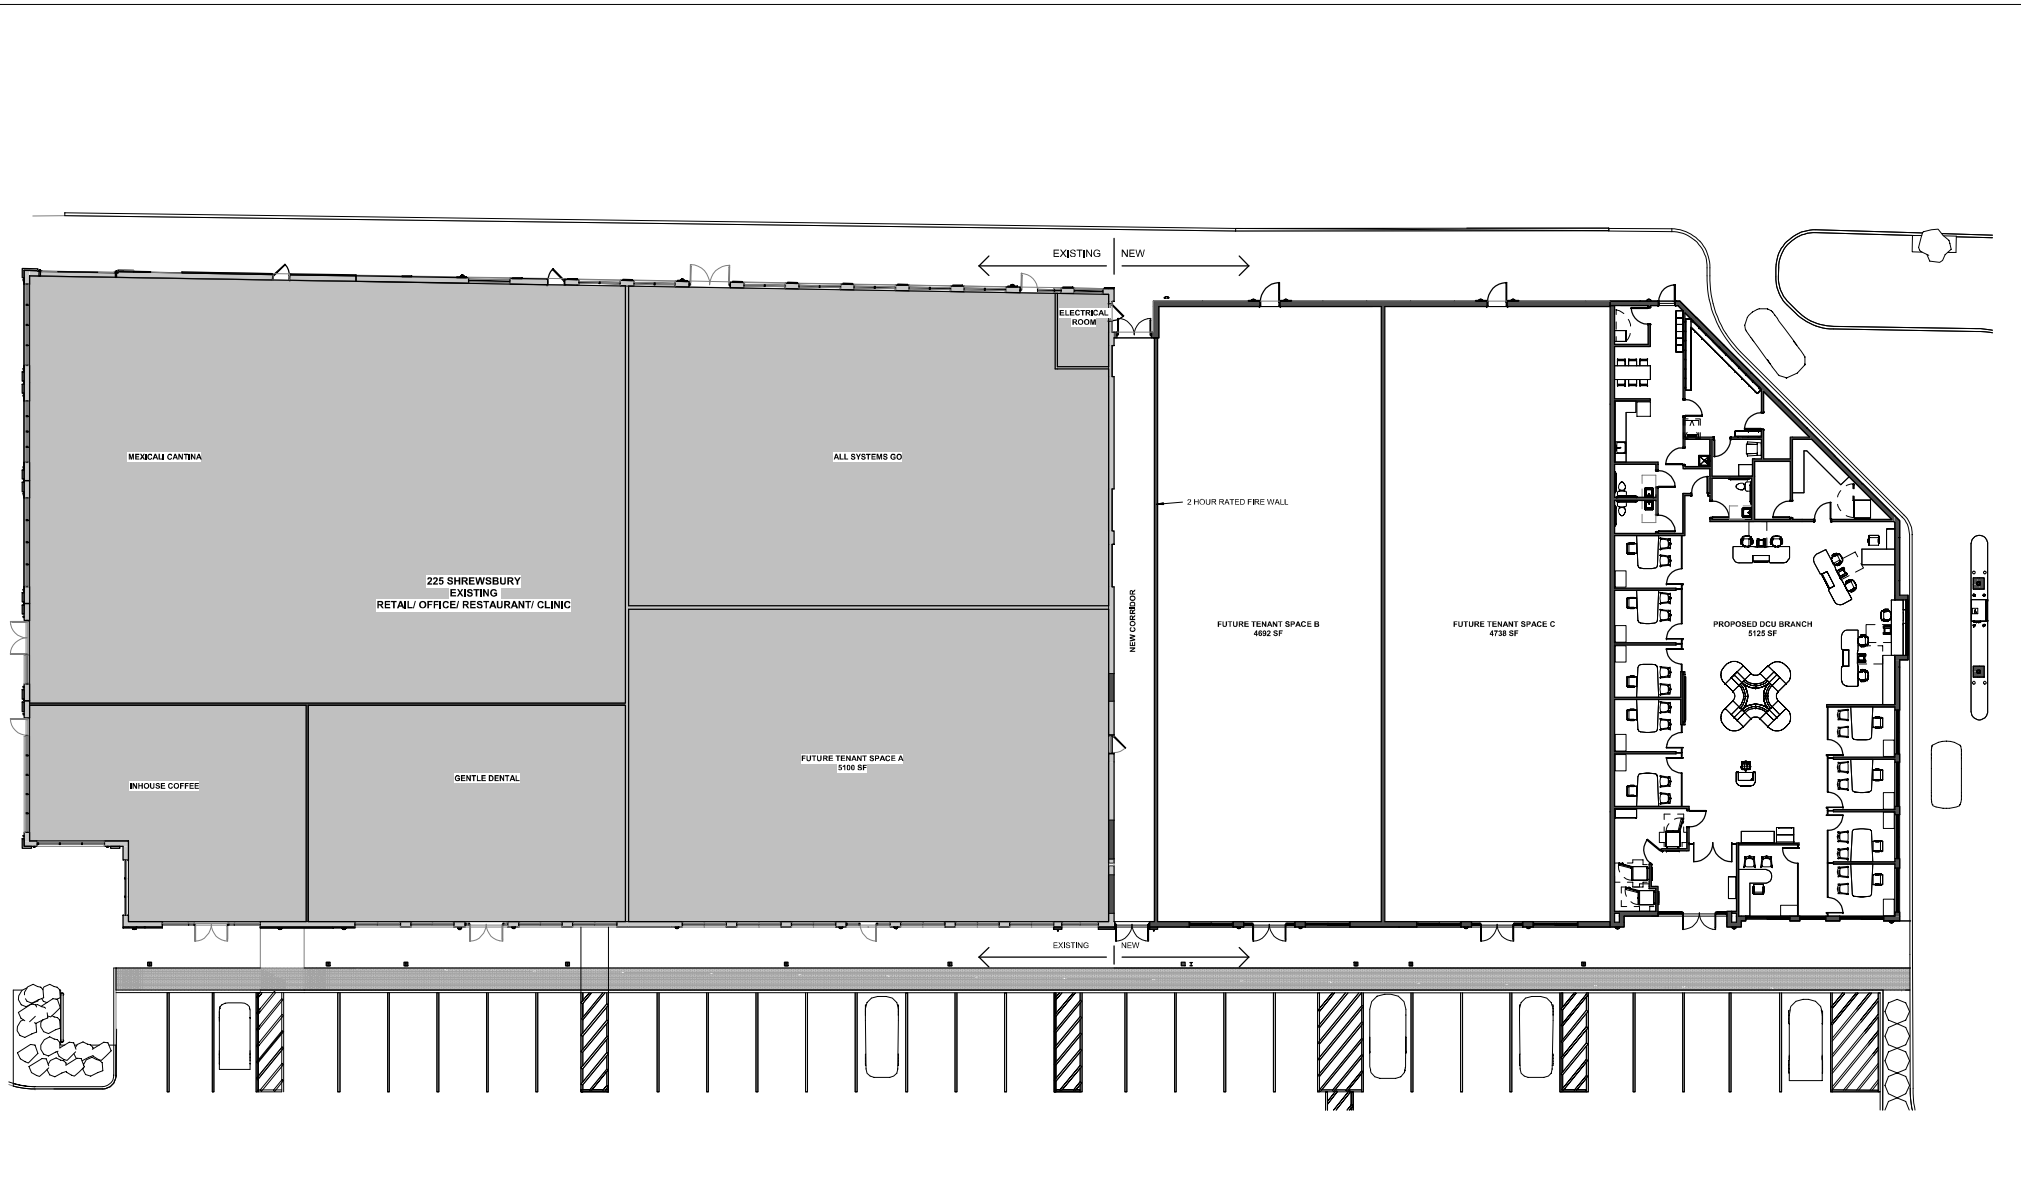 EXISTING
NEW
ELECTRICAL
ROOM
MEXICALI CANTINA
ALL SYSTEMS GO
2 HOUR RATED FIRE WALL
225 SHREWSBURY
EXISTING
RETAIL/ OFFICE/ RESTAURANT/ CLINIC
NEW CORRIDOR
FUTURE TENANT SPACE B
4692 SF
FUTURE TENANT SPACE C
4738 SF
PROPOSED DCU BRANCH
5125 SF
FUTURE TENANT SPACE A
5100 SF
INHOUSE COFFEE
GENTLE DENTAL
EXISTING
NEW